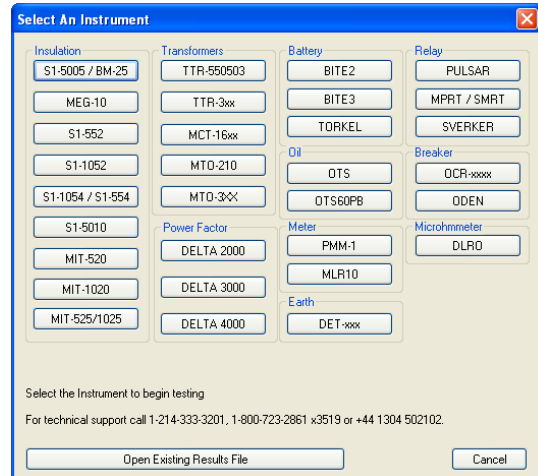 Select An Instrument
Insulation
S1-5005 / BM-25
MEG-10
S1-552
S1-1052
S1-1054 / S1-554
S1-5010
MIT-520
MIT-1020
MIT-525/1025
Transformers
TTR-550503
TTR-3xx
MCT-16xx
MTO-210
MTO-3XX
Power Factor
DELTA 2000
DELTA 3000
DELTA 4000
Battery
BITE2
BITE3
TORKEL
Oil
OTS
OTS60PB
Meter
PMM-1
MLR10
Earth
DET-xxx
Relay
PULSAR
MPRT / SMRT
SVERKER
Breaker
OCR-xxxx
ODEN
Microhmmeter
DLRO
Select the Instrument to begin testing
For technical support call 1-214-333-3201, 1-800-723-2861 x3519 or +44 1304 502102.
Open Existing Results File
Cancel